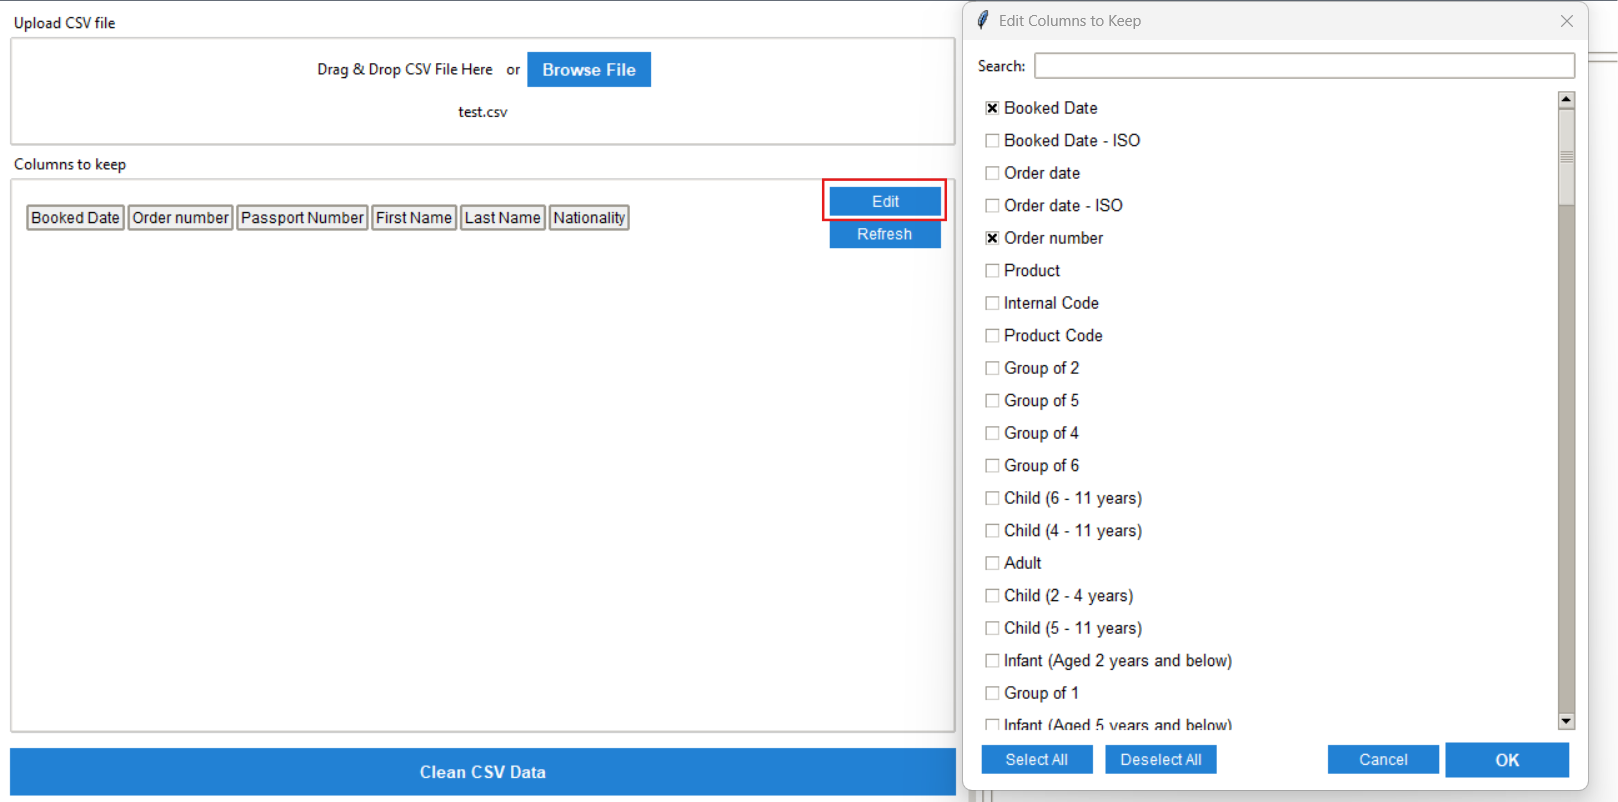 Upload CSV file
Drag & Drop CSV File Here or Browse File
test.csv
Columns to keep
Booked Date Order number Passport Number First Name Last Name Nationality
Edit
Refresh
Clean CSV Data
Edit Columns to Keep
Search:
Booked Date
Booked Date - ISO
Order date
Order date - ISO
Order number
Product
Internal Code
Product Code
Group of 2
Group of 5
Group of 4
Group of 6
Child (6 - 11 years)
Child (4 - 11 years)
Adult
Child (2 - 4 years)
Child (5 - 11 years)
Infant (Aged 2 years and below)
Group of 1
Infant (Aged 5 years and below)
Select All Deselect All Cancel OK